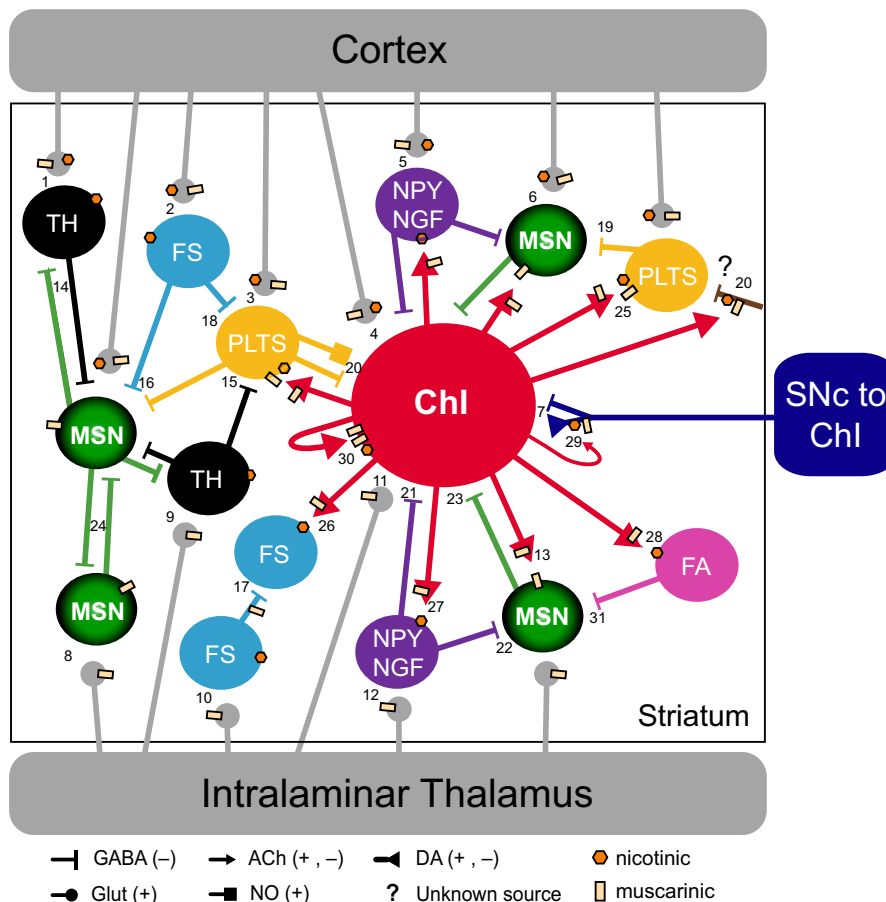 Cortex
1
2
3
4
5
6
TH
FS
NPY
NGF
MSN
19
PLTS
?
20
14
18
PLTS
25
16
15
20
ChI
7
SNc to
ChI
29
MSN
TH
30
11
21
23
9
24
26
13
28
FS
FA
17
27
MSN
8
FS
10
NPY
NGF
12
22
MSN
31
Striatum
Intralaminar Thalamus
GABA (–)
ACh (+ , –)
DA (+ , –)
nicotinic
Glut (+)
NO (+)
? Unknown source
muscarinic